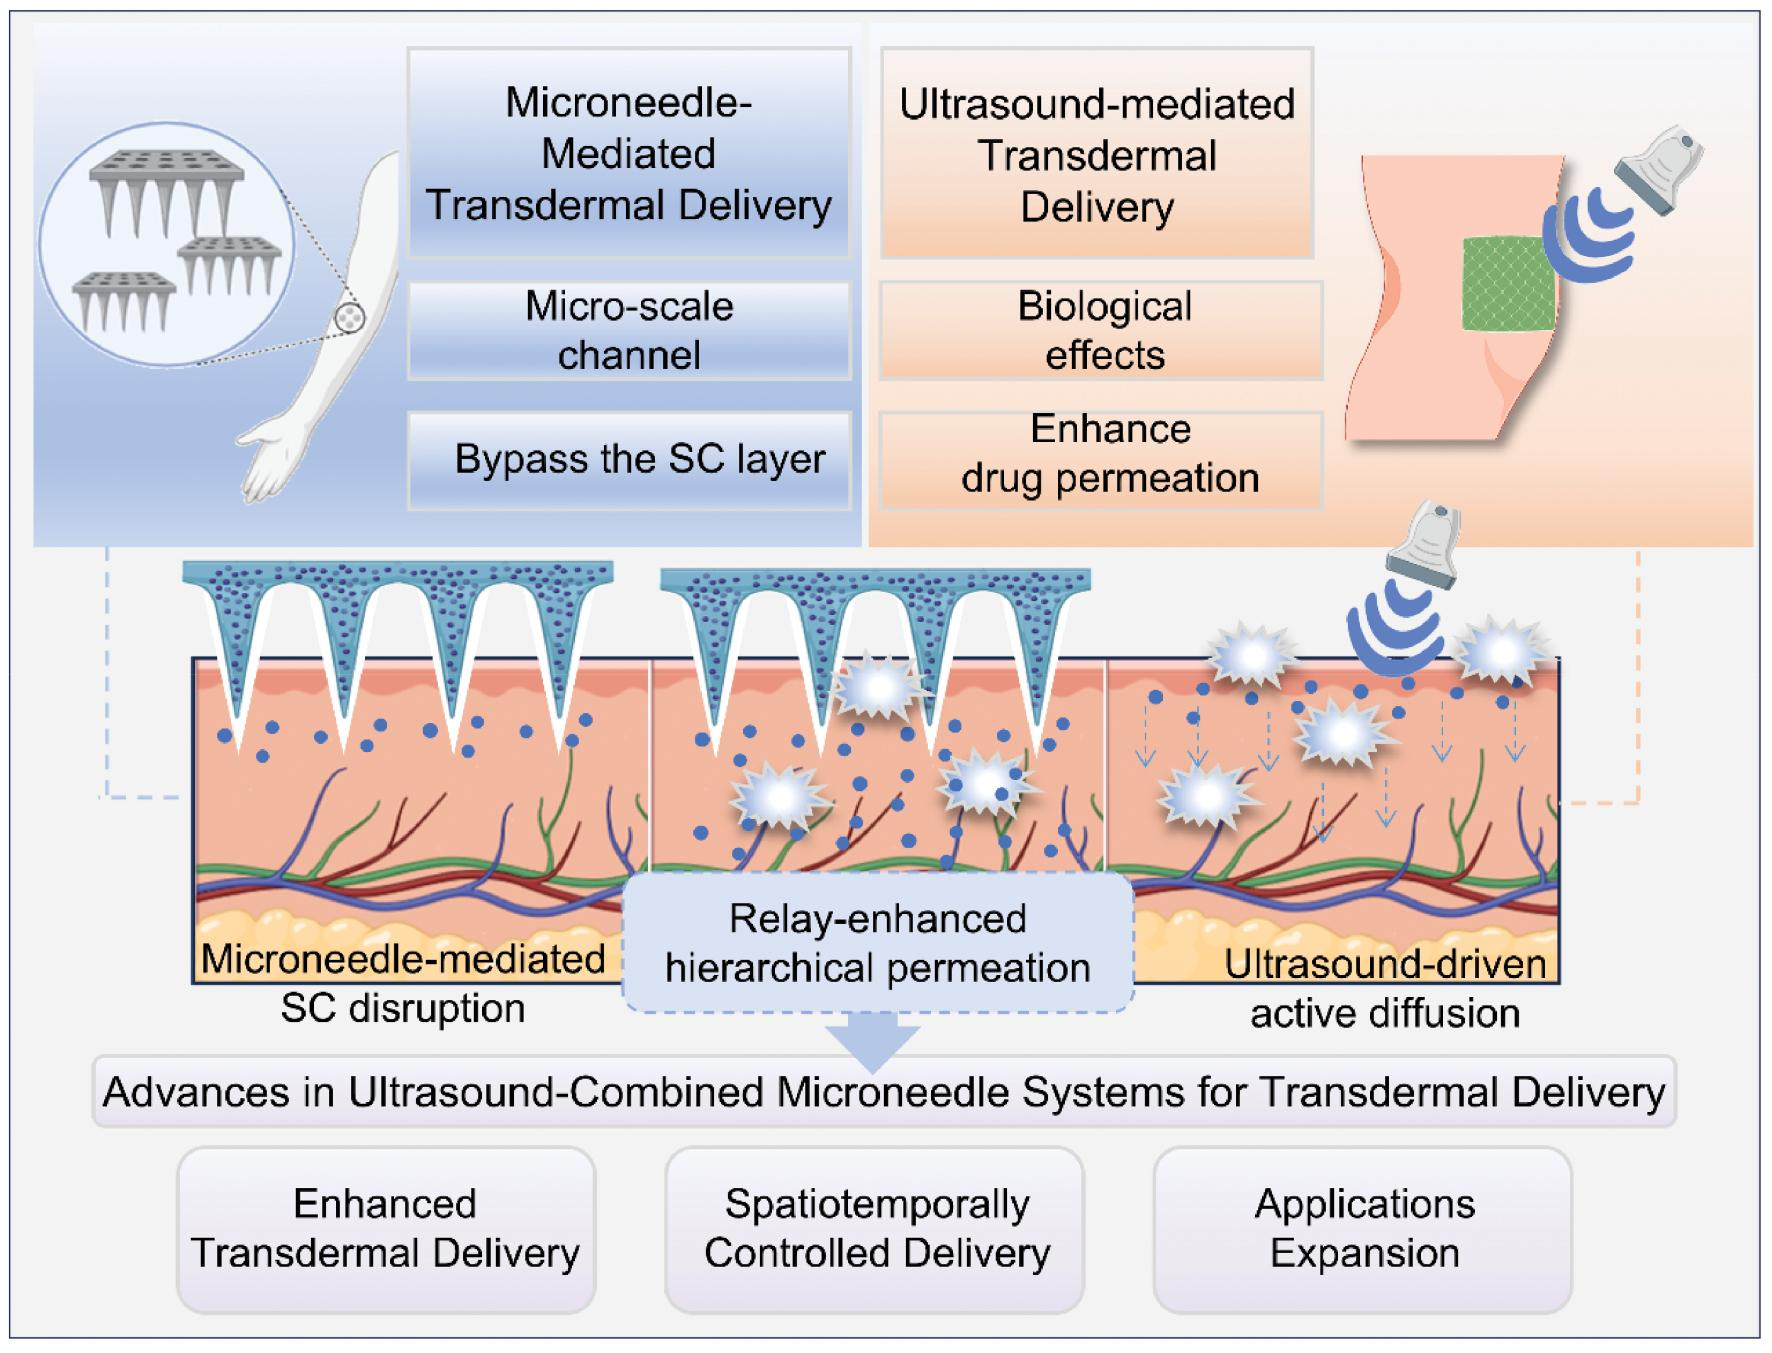 Microneedle-
Mediated
Transdermal Delivery
Micro-scale
channel
Bypass the SC layer
Ultrasound-mediated
Transdermal
Delivery
Biological
effects
Enhance
drug permeation
Microneedle-mediated
SC disruption
Relay-enhanced
hierarchical permeation
Ultrasound-driven
active diffusion
Advances in Ultrasound-Combined Microneedle Systems for Transdermal Delivery
Enhanced
Transdermal Delivery
Spatiotemporally
Controlled Delivery
Applications
Expansion